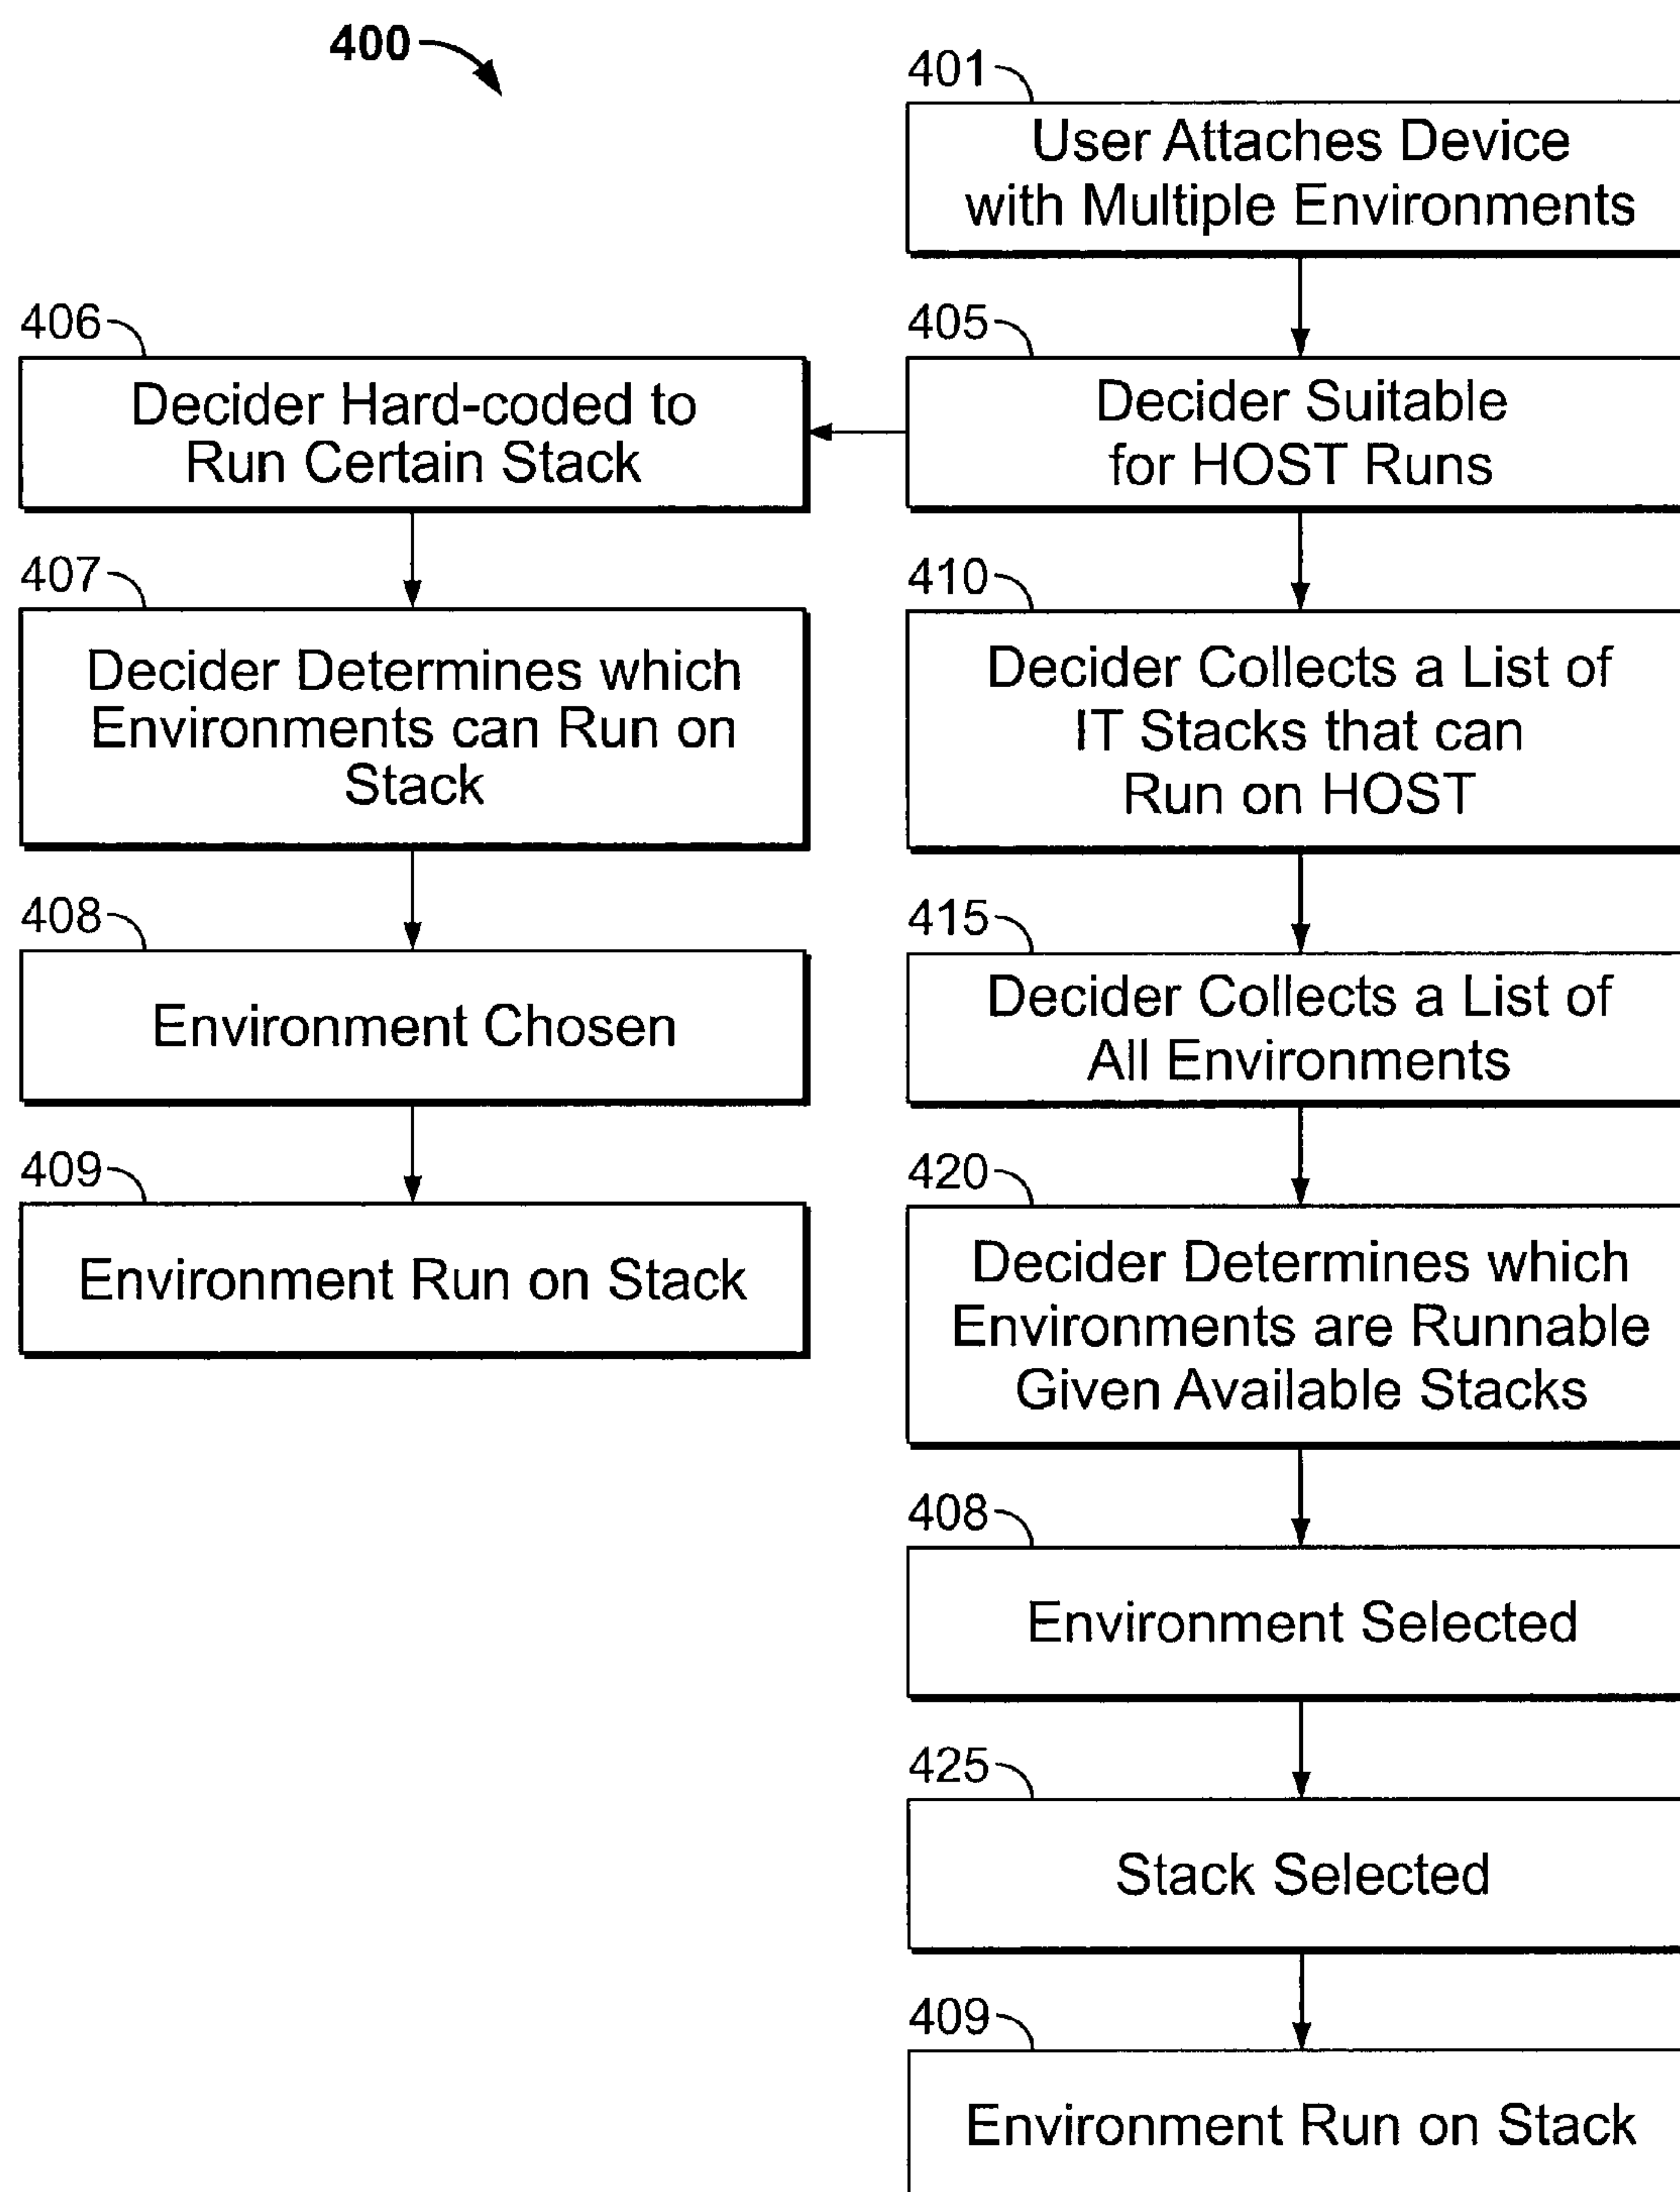 400
401
User Attaches Device
with Multiple Environments
405
Decider Suitable
for HOST Runs
406
Decider Hard-coded to
Run Certain Stack
407
Decider Determines which
Environments can Run on
Stack
408
Environment Chosen
409
Environment Run on Stack
410
Decider Collects a List of
IT Stacks that can
Run on HOST
415
Decider Collects a List of
All Environments
420
Decider Determines which
Environments are Runnable
Given Available Stacks
408
Environment Selected
425
Stack Selected
409
Environment Run on Stack